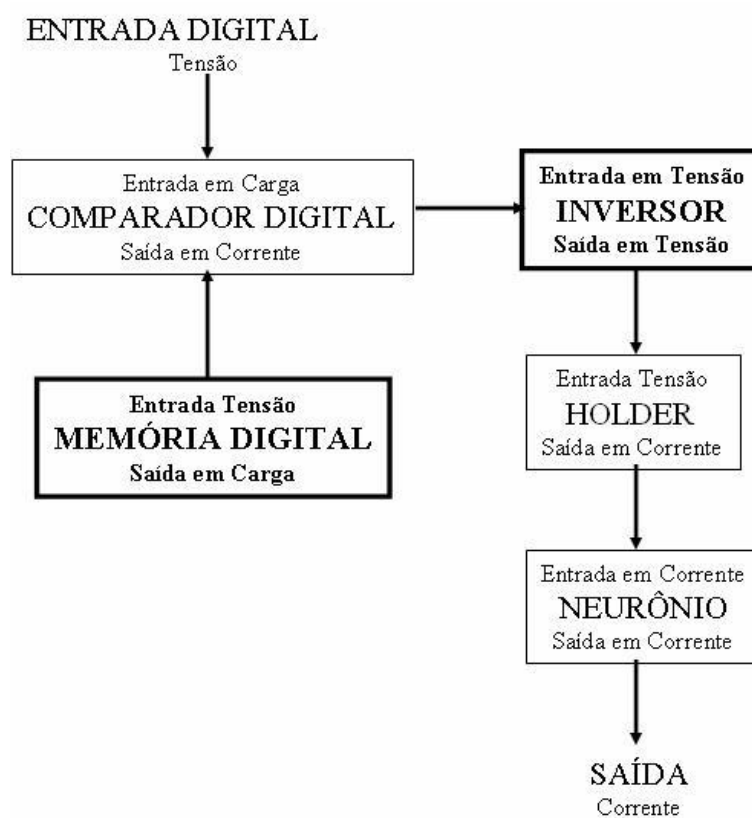 ENTRADA DIGITAL
Tensão
Entrada em Carga
COMPARADOR DIGITAL
Saída em Corrente
Entrada Tensão
MEMÓRIA DIGITAL
Saída em Carga
Entrada em Tensão
INVERSOR
Saída em Tensão
Entrada Tensão
HOLDER
Saída em Corrente
Entrada em Corrente
NEURÔNIO
Saída em Corrente
SAÍDA
Corrente